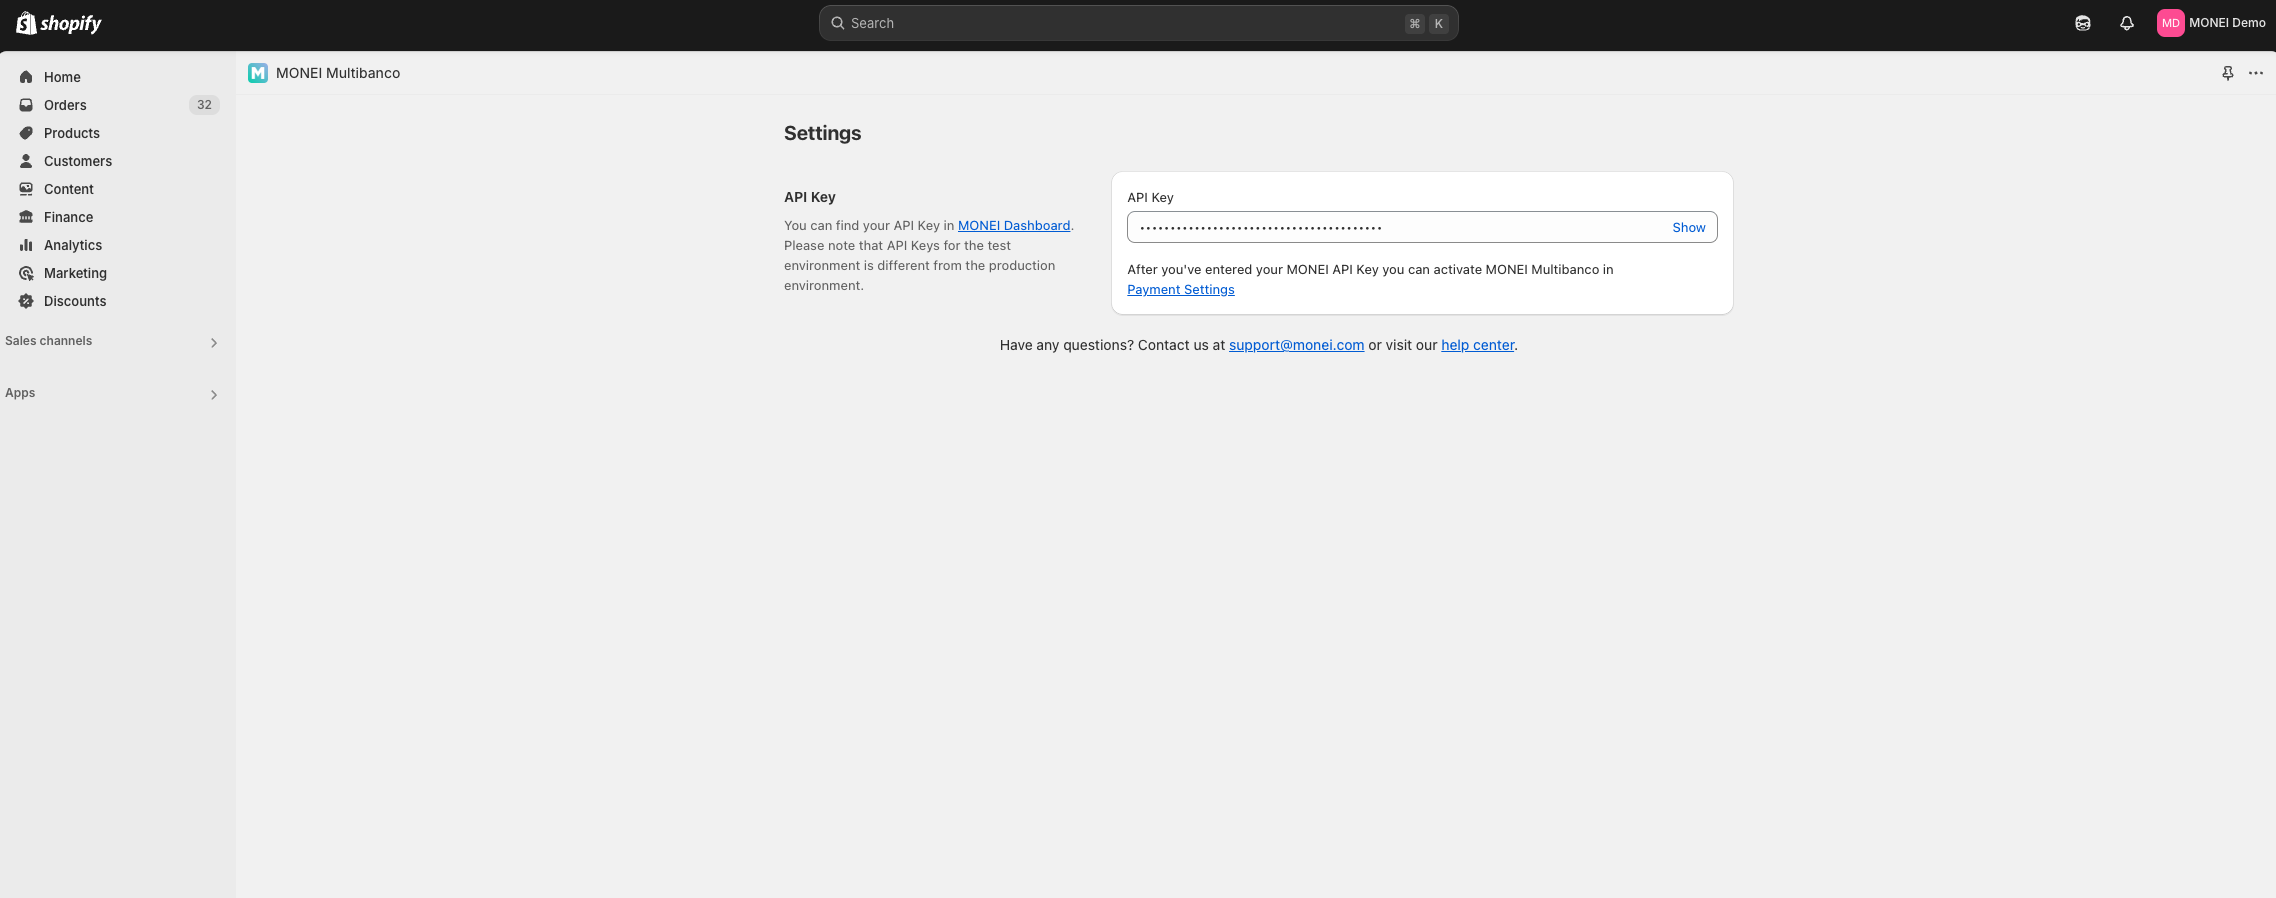 shopify
Search
⌘ K
MD MONEI Demo
Home
Orders 32
Products
Customers
Content
Finance
Analytics
Marketing
Discounts
Sales channels
Apps
M MONEI Multibanco
Settings
API Key
You can find your API Key in MONEI Dashboard.
Please note that API Keys for the test
environment is different from the production
environment.
API Key
•••••••••••••••••••••••••••••••••••••••• Show
After you've entered your MONEI API Key you can activate MONEI Multibanco in
Payment Settings
Have any questions? Contact us at support@monei.com or visit our help center.